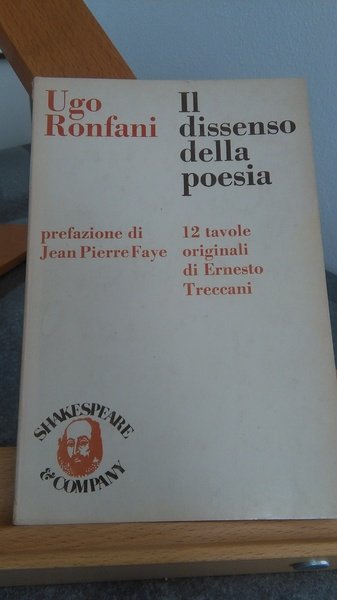 Ugo
Ronfani
Il
dissenso
della
poesia
prefazione di
Jean Pierre Faye
12 tavole
originali
di Ernesto
Treccani
SHAKESPEARE
& COMPANY